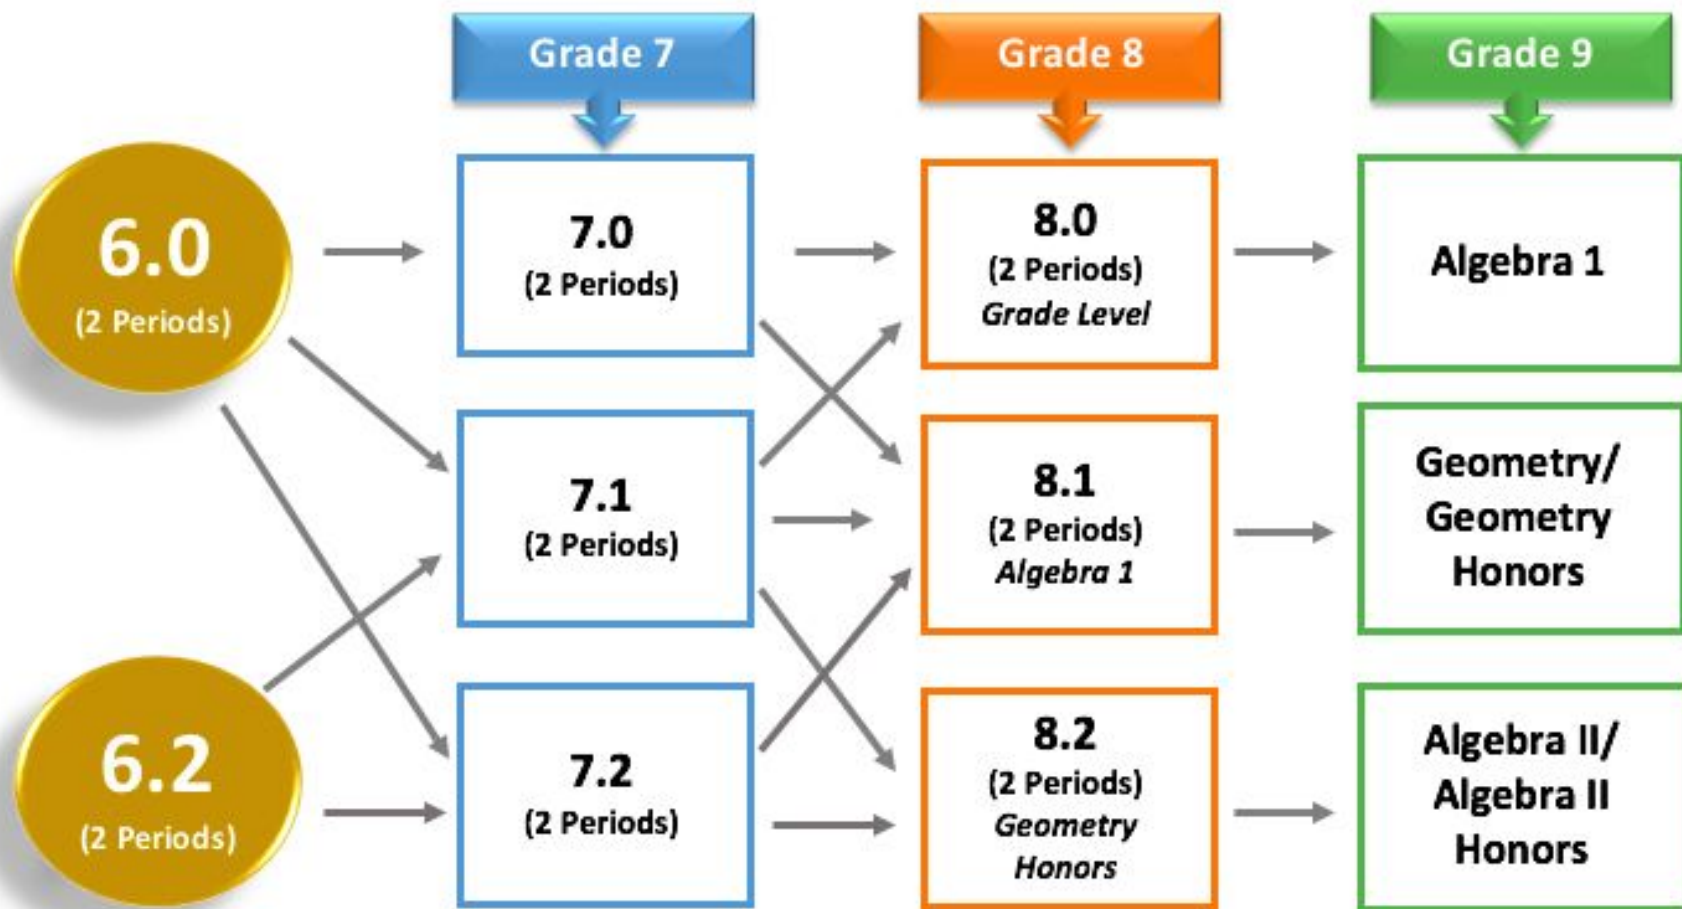 Grade 7
Grade 8
Grade 9
6.0
(2 Periods)
7.0
(2 Periods)
8.0
(2 Periods)
Grade Level
Algebra 1
7.1
(2 Periods)
8.1
(2 Periods)
Algebra 1
Geometry/
Geometry
Honors
6.2
(2 Periods)
7.2
(2 Periods)
8.2
(2 Periods)
Geometry
Honors
Algebra II/
Algebra II
Honors